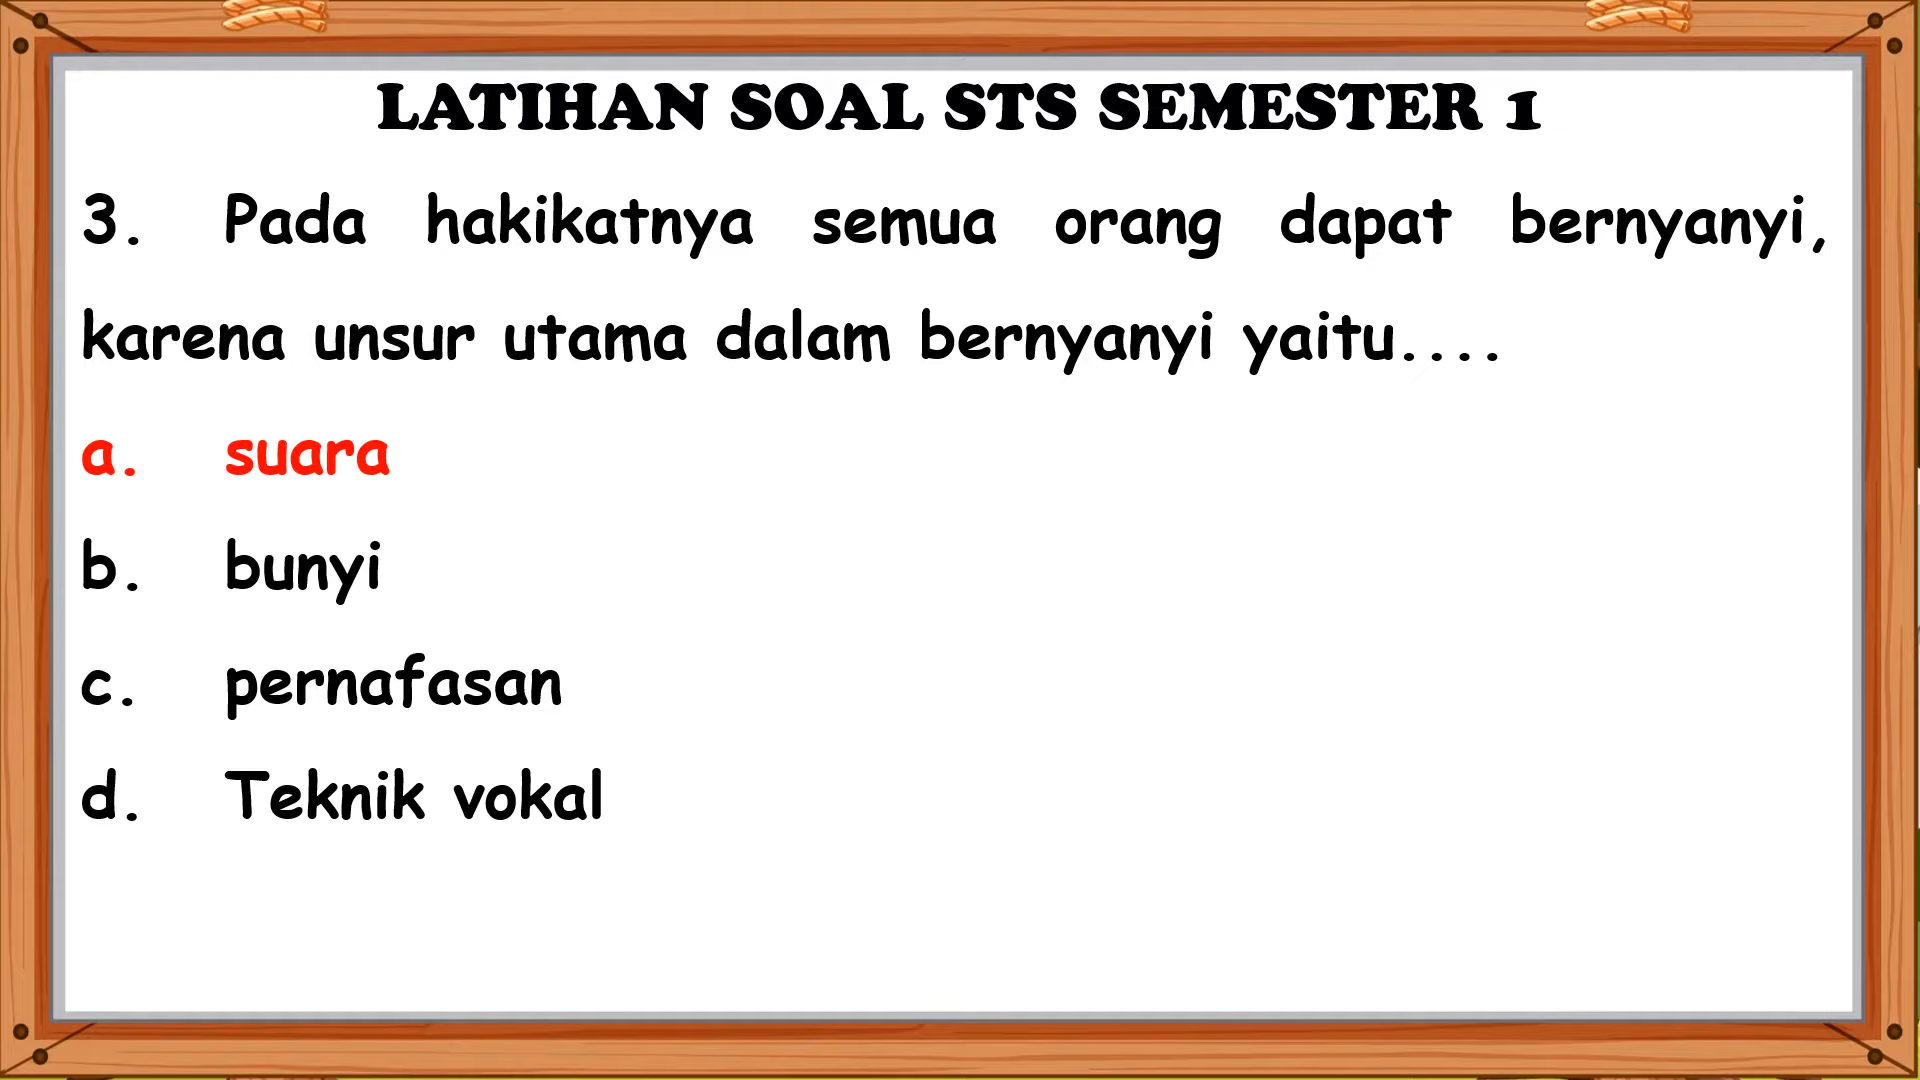 LATIHAN SOAL STS SEMESTER 1
3. Pada hakikatnya semua orang dapat bernyanyi,
karena unsur utama dalam bernyanyi yaitu....
a. suara
b. bunyi
c. pernafasan
d. Teknik vokal